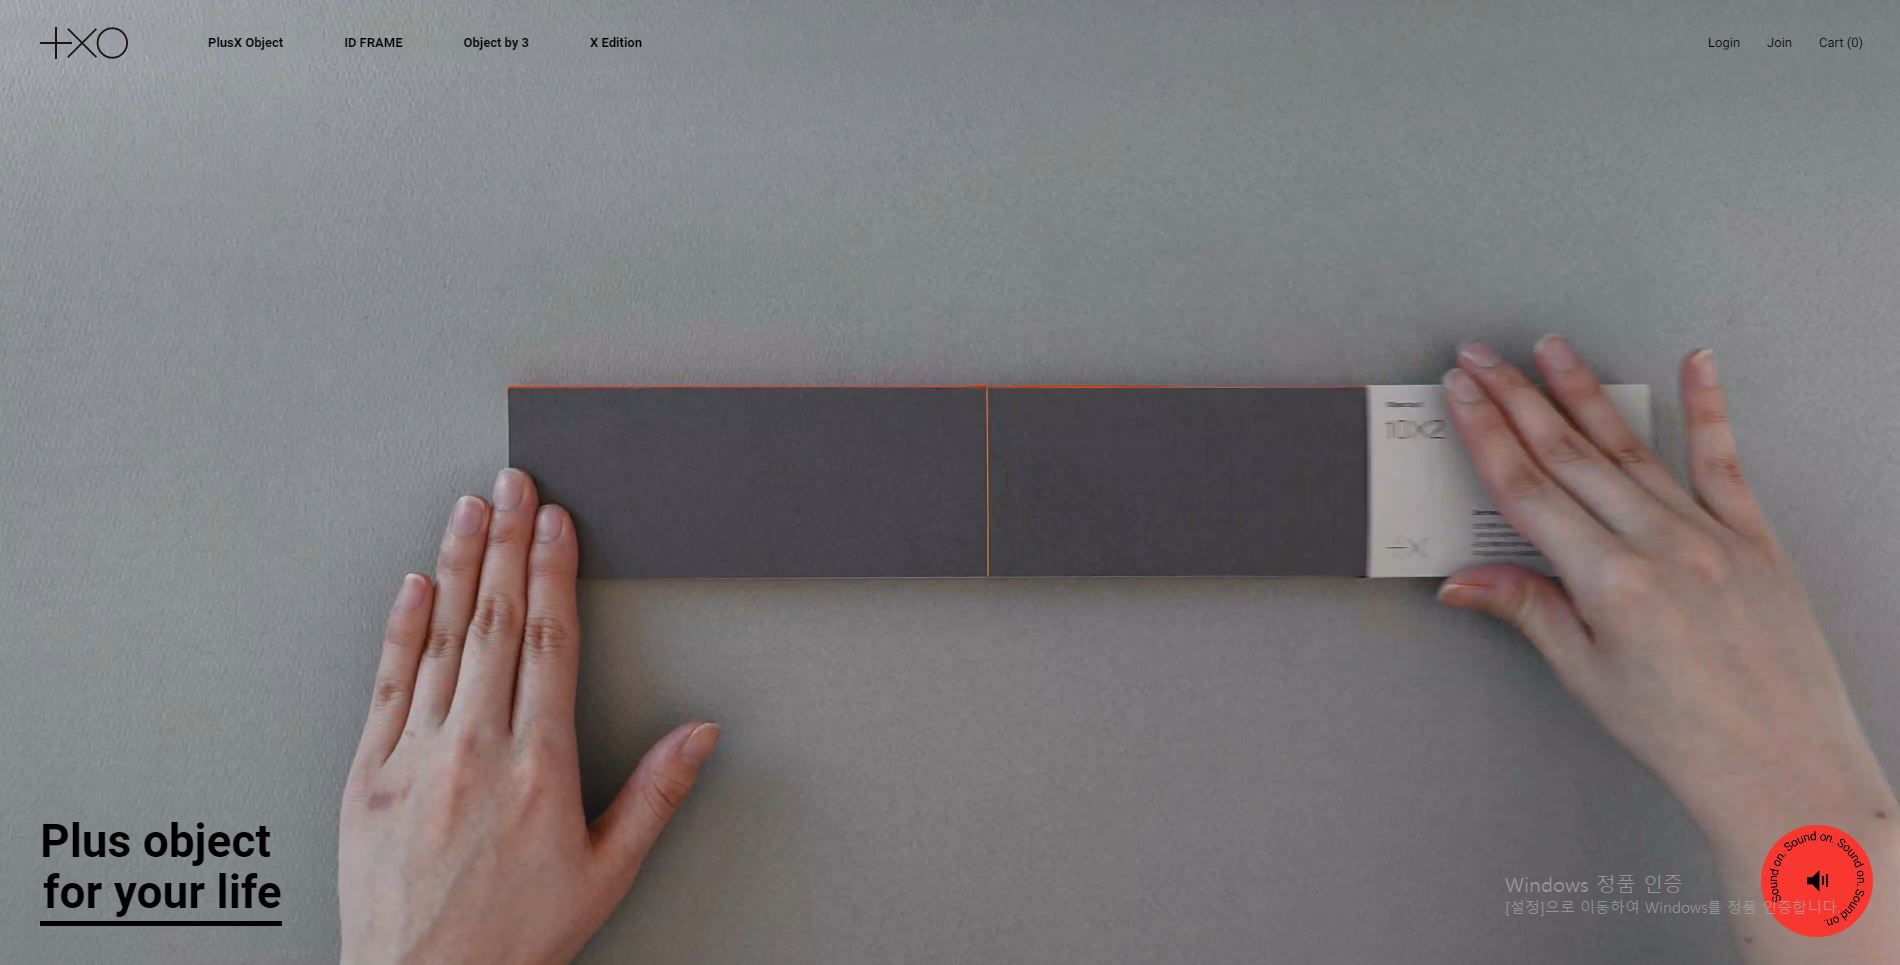 +XO
PlusX Object
ID FRAME
Object by 3
X Edition
Login
Join
Cart (0)
10X2
+X
Plus object
for your life
Windows 정품 인증
[설정]으로 이동하여 Windows를 정품 인증합니다.
Sound on. Sound on. Sound on. Sound on.